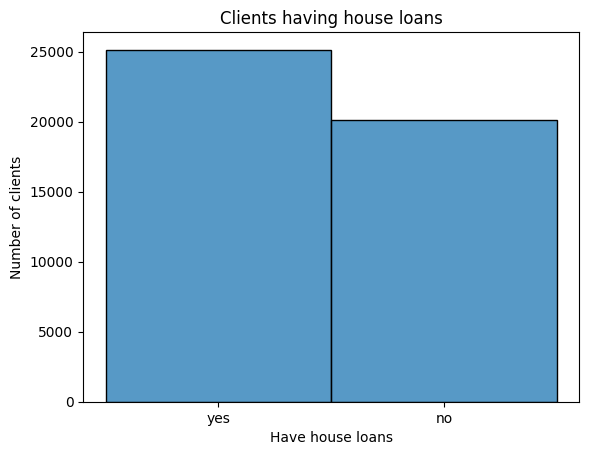 Clients having house loans
Number of clients
25000
20000
15000
10000
5000
0
yes no
Have house loans